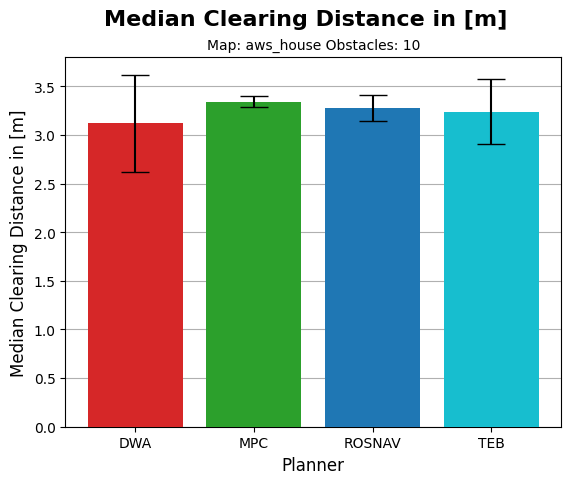 Median Clearing Distance in [m]
Map: aws_house Obstacles: 10
Median Clearing Distance in [m]
3.5
3.0
2.5
2.0
1.5
1.0
0.5
0.0
DWA
MPC
ROSNAV
TEB
Planner